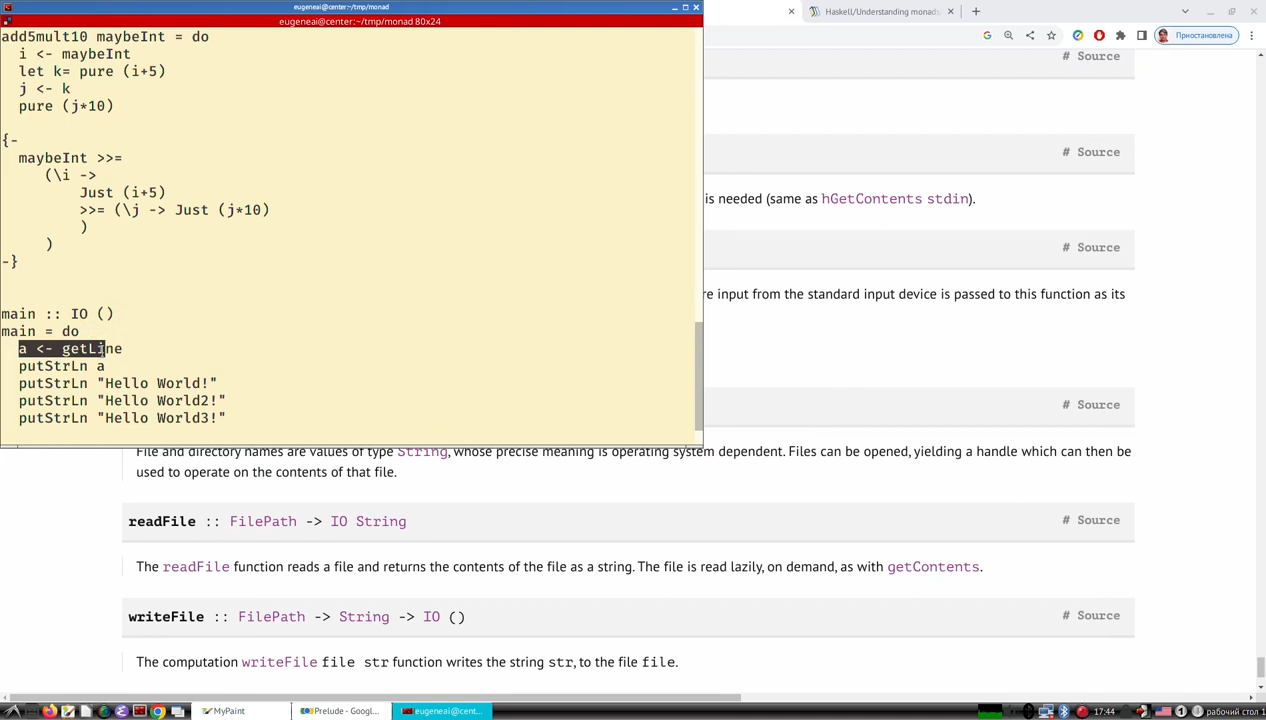 eugeneai@center:~/tmp/monad
eugeneai@center:~/tmp/monad 80x24
add5mult10 maybeInt = do
i <- maybeInt
let k= pure (i+5)
j <- k
pure (j*10)
{-
maybeInt >>=
(\i ->
Just (i+5)
>>= (\j -> Just (j*10)
)
)
-}
main :: IO ()
main = do
a <- getLine
putStrLn a
putStrLn "Hello World!"
putStrLn "Hello World2!"
putStrLn "Hello World3!"
Haskell/Understanding monads
Приостановлена
# Source
# Source
is needed (same as hGetContents stdin).
# Source
re input from the standard input device is passed to this function as its
# Source
File and directory names are values of type String, whose precise meaning is operating system dependent. Files can be opened, yielding a handle which can then be
used to operate on the contents of that file.
readFile :: FilePath -> IO String # Source
The readFile function reads a file and returns the contents of the file as a string. The file is read lazily, on demand, as with getContents.
writeFile :: FilePath -> String -> IO () # Source
The computation writeFile file str function writes the string str, to the file file.
MyPaint
Prelude - Googl...
eugeneai@cent...
17:44
рабочий стол 1